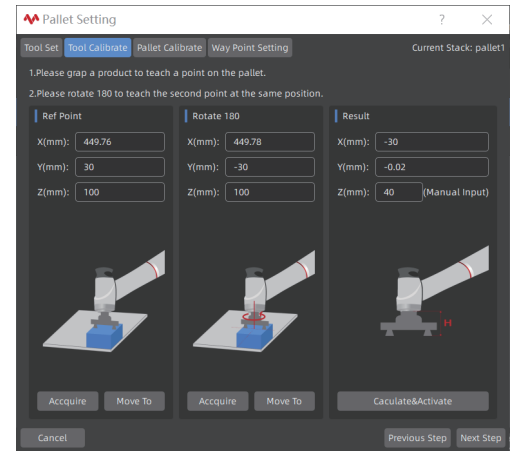 Pallet Setting
Tool Set Tool Calibrate Pallet Calibrate Way Point Setting Current Stack: pallet1
1.Please grap a product to teach a point on the pallet.
2.Please rotate 180 to teach the second point at the same position.
Ref Point Rotate 180 Result
X(mm): 449.76 X(mm): 449.78 X(mm): -30
Y(mm): 30 Y(mm): -30 Y(mm): -0.02
Z(mm): 100 Z(mm): 100 Z(mm): 40 (Manual Input)
H
Accquire Move To Accquire Move To Caculate&Activate
Cancel Previous Step Next Step